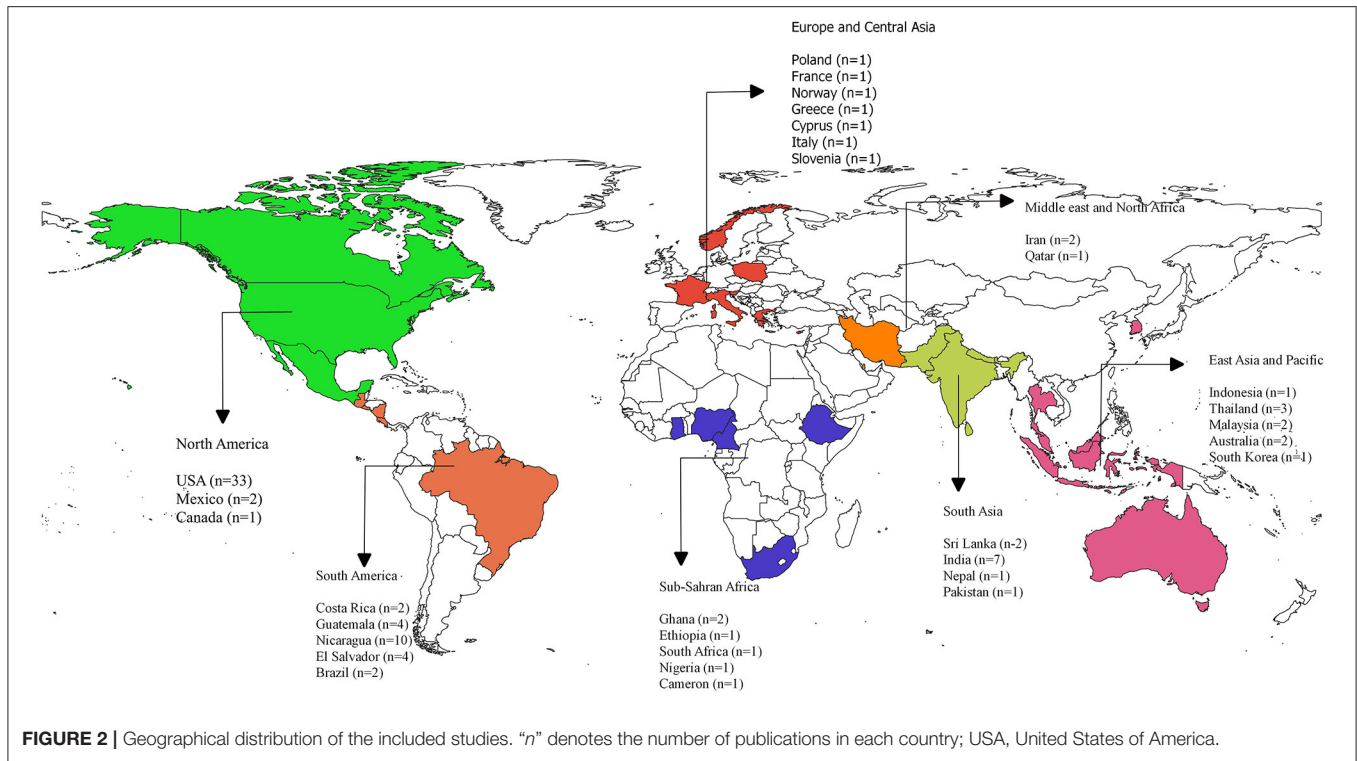 Europe and Central Asia
Poland (n=1)
France (n=1)
Norway (n=1)
Greece (n=1)
Cyprus (n=1)
Italy (n=1)
Slovenia (n=1)
Middle east and North Africa
Iran (n=2)
Qatar (n=1)
East Asia and Pacific
Indonesia (n=1)
Thailand (n=3)
Malaysia (n=2)
Australia (n=2)
South Korea (n=1)
North America
USA (n=33)
Mexico (n=2)
Canada (n=1)
South America
Costa Rica (n=2)
Guatemala (n=4)
Nicaragua (n=10)
El Salvador (n=4)
Brazil (n=2)
Sub-Sahran Africa
Ghana (n=2)
Ethiopia (n=1)
South Africa (n=1)
Nigeria (n=1)
Cameron (n=1)
South Asia
Sri Lanka (n-2)
India (n=7)
Nepal (n=1)
Pakistan (n=1)
FIGURE 2 | Geographical distribution of the included studies. “n” denotes the number of publications in each country; USA, United States of America.